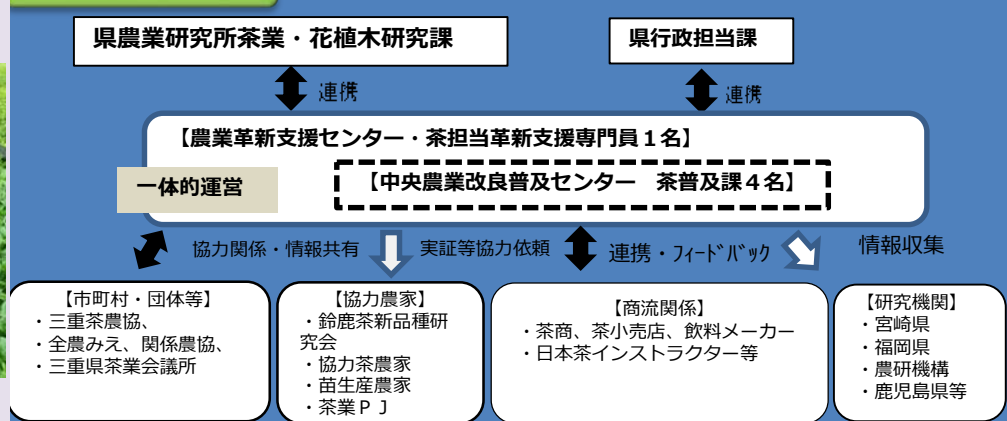 県農業研究所茶業・花植木研究課
県行政担当課
連携
連携
【農業革新支援センター・茶担当革新支援専門員１名】
一体的運営
【中央農業改良普及センター　茶普及課４名】
協力関係・情報共有
実証等協力依頼
連携・フィードバック
情報収集
【市町村・団体等】
・三重茶農協、
・全農みえ、関係農協、
・三重県茶業会議所
【協力農家】
・鈴鹿茶新品種研
究会
・協力茶農家
・苗生産農家
・茶業ＰＪ
【商流関係】
・茶商、茶小売店、飲料メーカー
・日本茶インストラクター等
【研究機関】
・宮崎県
・福岡県
・農研機構
・鹿児島県等